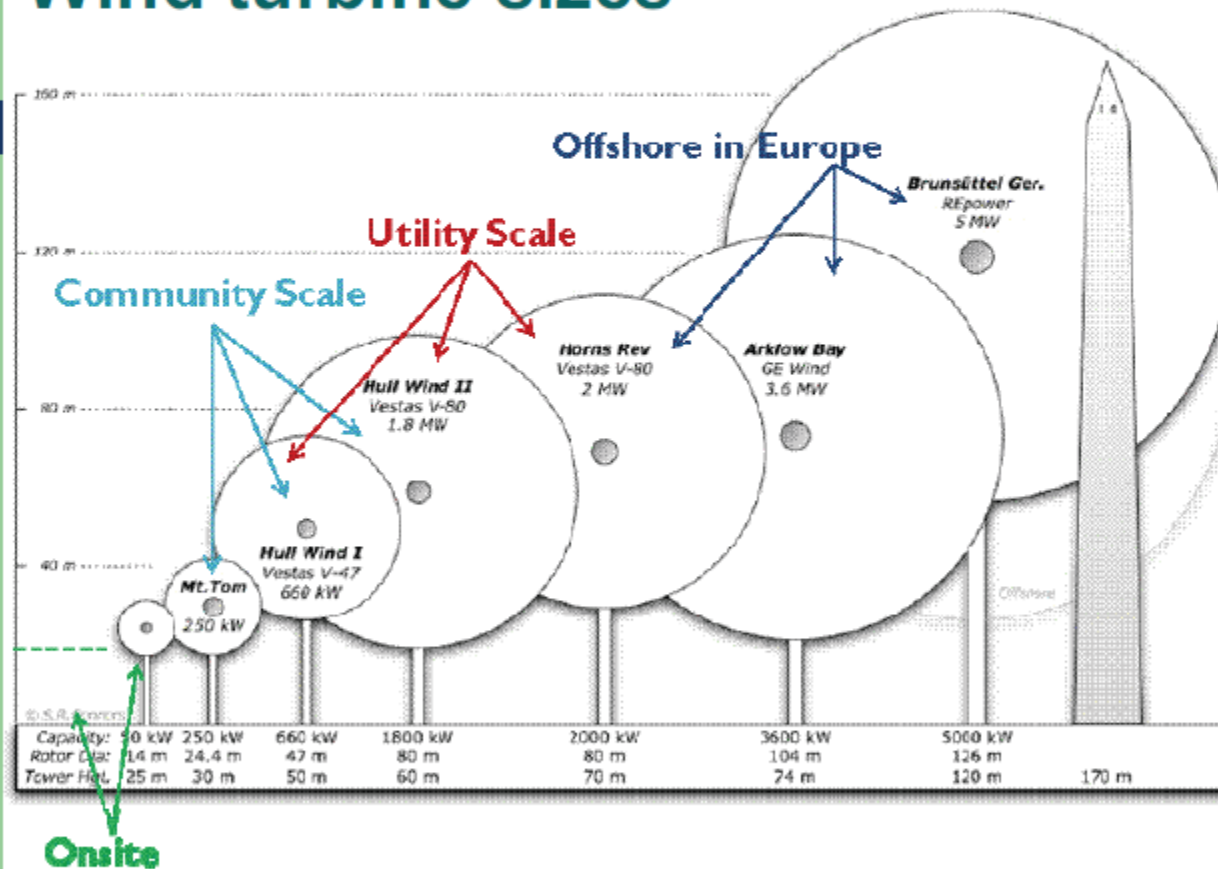 Wind turbine sizes
160 m
Offshore in Europe
Brunsüttel Ger.
REpower
5 MW
Utility Scale
120 m
Community Scale
Horns Rev
Vestas V-80
2 MW
Arklow Bay
GE Wind
3.6 MW
Hull Wind II
Vestas V-80
1.8 MW
80 m
Hull Wind I
Vestas V-47
660 kW
40 m
Mt.Tom
250 kW
Offshore
© S.R.
Capacity: 50 kW 250 kW 660 kW 1800 kW 2000 kW 3600 kW 5000 kW
Rotor Dia: 14 m 24.4 m 47 m 80 m 80 m 104 m 126 m
Tower Hgt. 25 m 30 m 50 m 60 m 70 m 74 m 120 m 170 m
Onsite